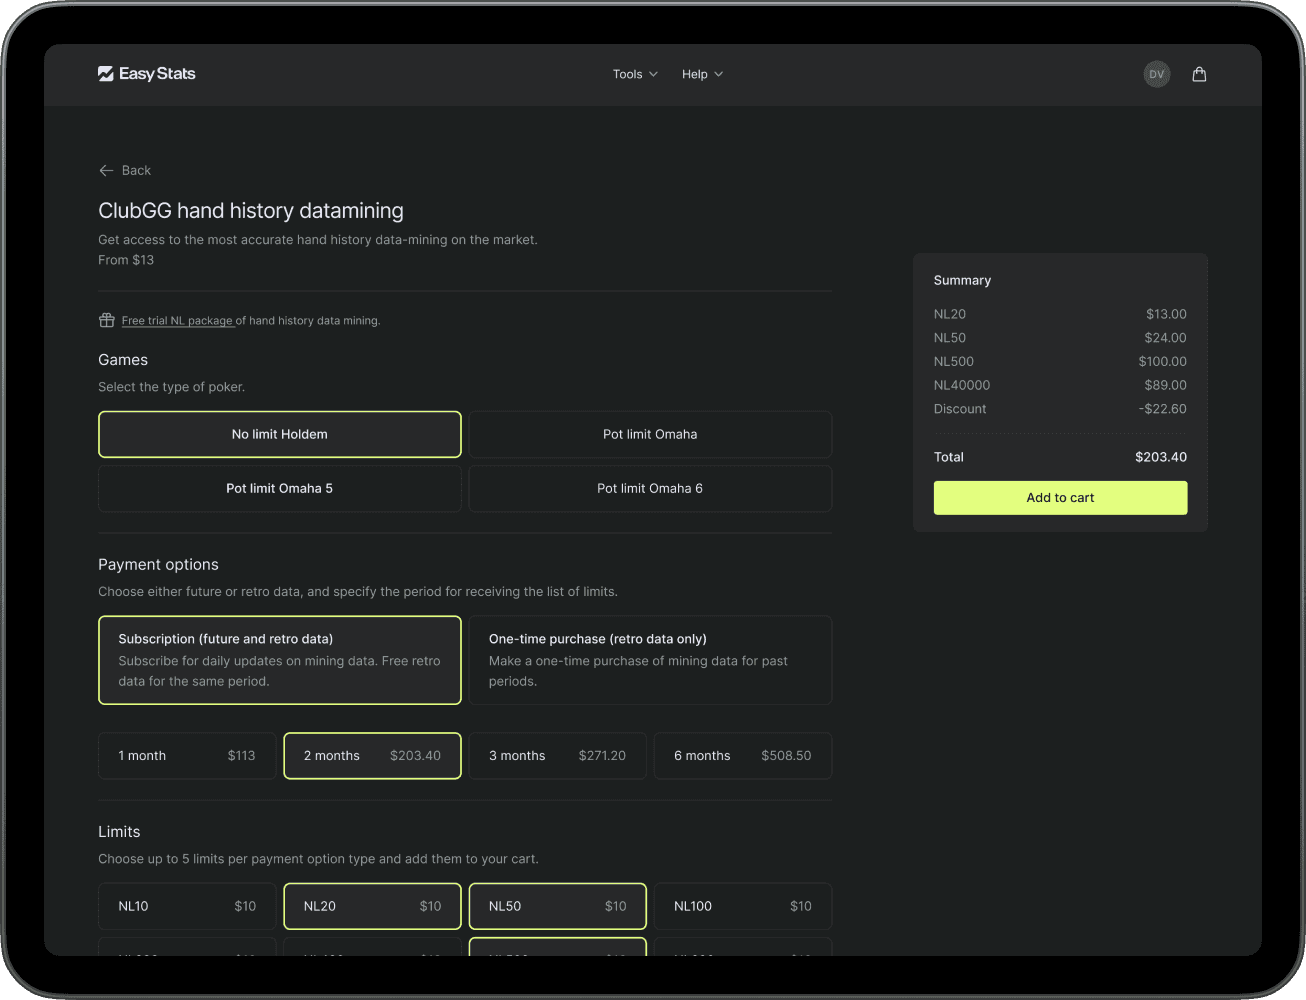 EasyStats
Tools
Help
DV
Back
ClubGG hand history datamining
Get access to the most accurate hand history data-mining on the market.
From $13
Free trial NL package of hand history data mining.
Games
Select the type of poker.
No limit Holdem
Pot limit Omaha
Pot limit Omaha 5
Pot limit Omaha 6
Payment options
Choose either future or retro data, and specify the period for receiving the list of limits.
Subscription (future and retro data)
Subscribe for daily updates on mining data. Free retro
data for the same period.
One-time purchase (retro data only)
Make a one-time purchase of mining data for past
periods.
1 month $113
2 months $203.40
3 months $271.20
6 months $508.50
Limits
Choose up to 5 limits per payment option type and add them to your cart.
NL10 $10
NL20 $10
NL50 $10
NL100 $10
Summary
NL20 $13.00
NL50 $24.00
NL500 $100.00
NL40000 $89.00
Discount -$22.60
Total $203.40
Add to cart